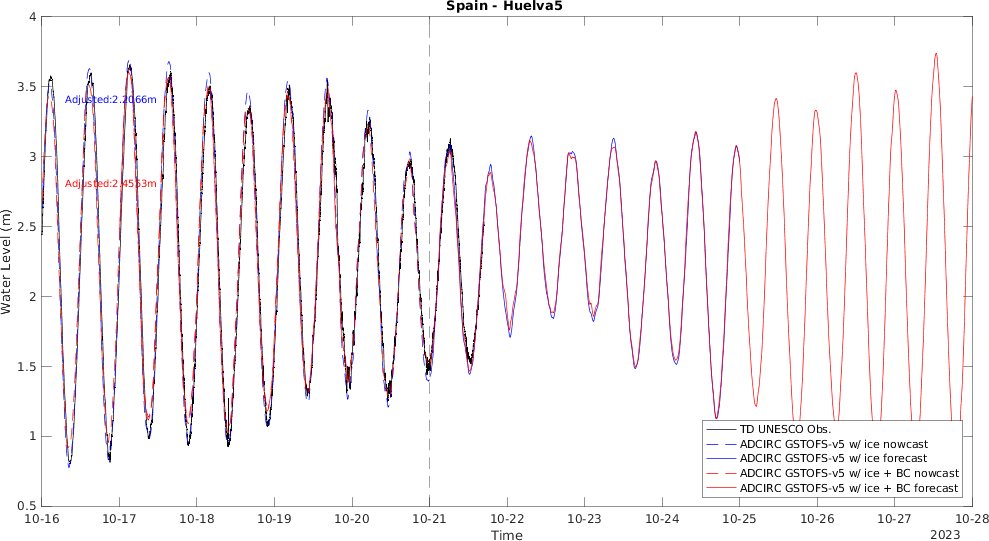 Spain - Huelva5
4
3.5
3
2.5
2
1.5
1
0.5
Water Level (m)
Adjusted:2.2066m
Adjusted:2.4553m
TD UNESCO Obs.
ADCIRC GSTOFS-v5 w/ ice nowcast
ADCIRC GSTOFS-v5 w/ ice forecast
ADCIRC GSTOFS-v5 w/ ice + BC nowcast
ADCIRC GSTOFS-v5 w/ ice + BC forecast
10-16 10-17 10-18 10-19 10-20 10-21 10-22 10-23 10-24 10-25 10-26 10-27 10-28
Time
2023